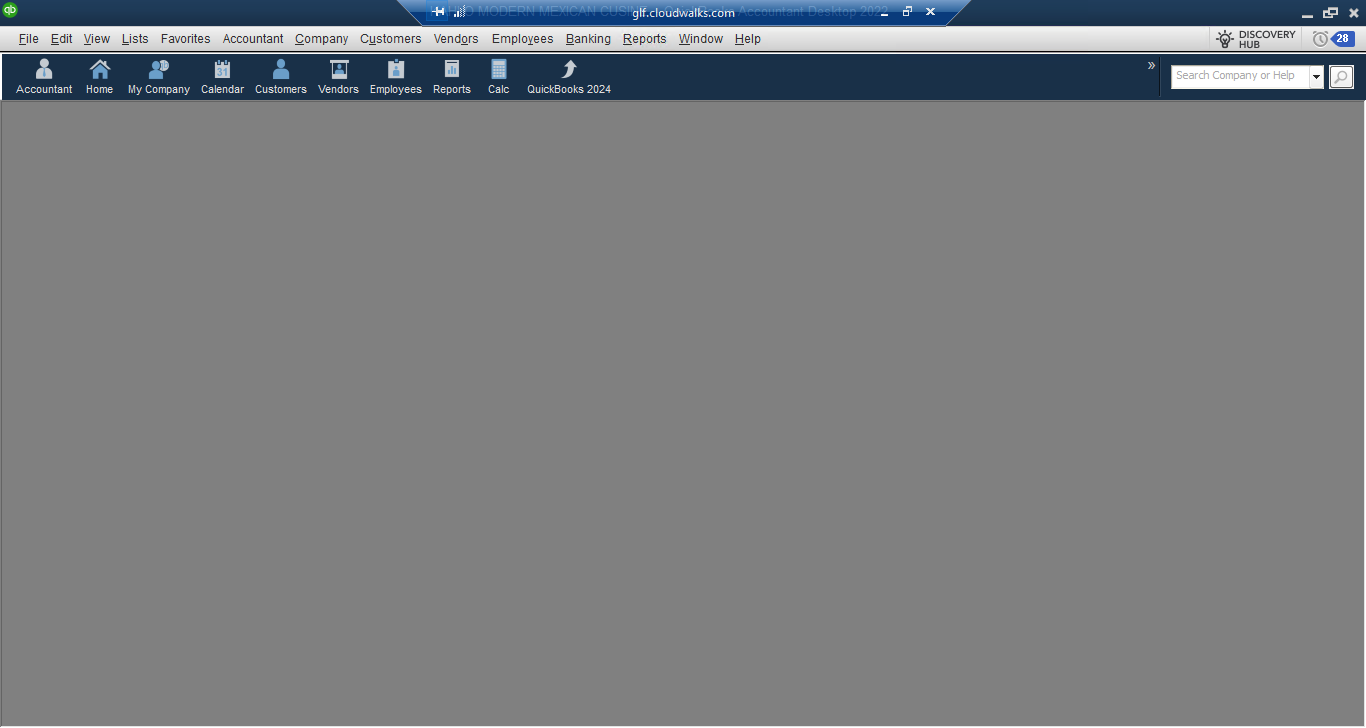 qb
MODERN MEXICAN glf.cloudwalks.com Accountant Desktop 2022
File Edit View Lists Favorites Accountant Company Customers Vendors Employees Banking Reports Window Help DISCOVERY HUB 28
31
Accountant Home My Company Calendar Customers Vendors Employees Reports Calc QuickBooks 2024 » Search Company or Help